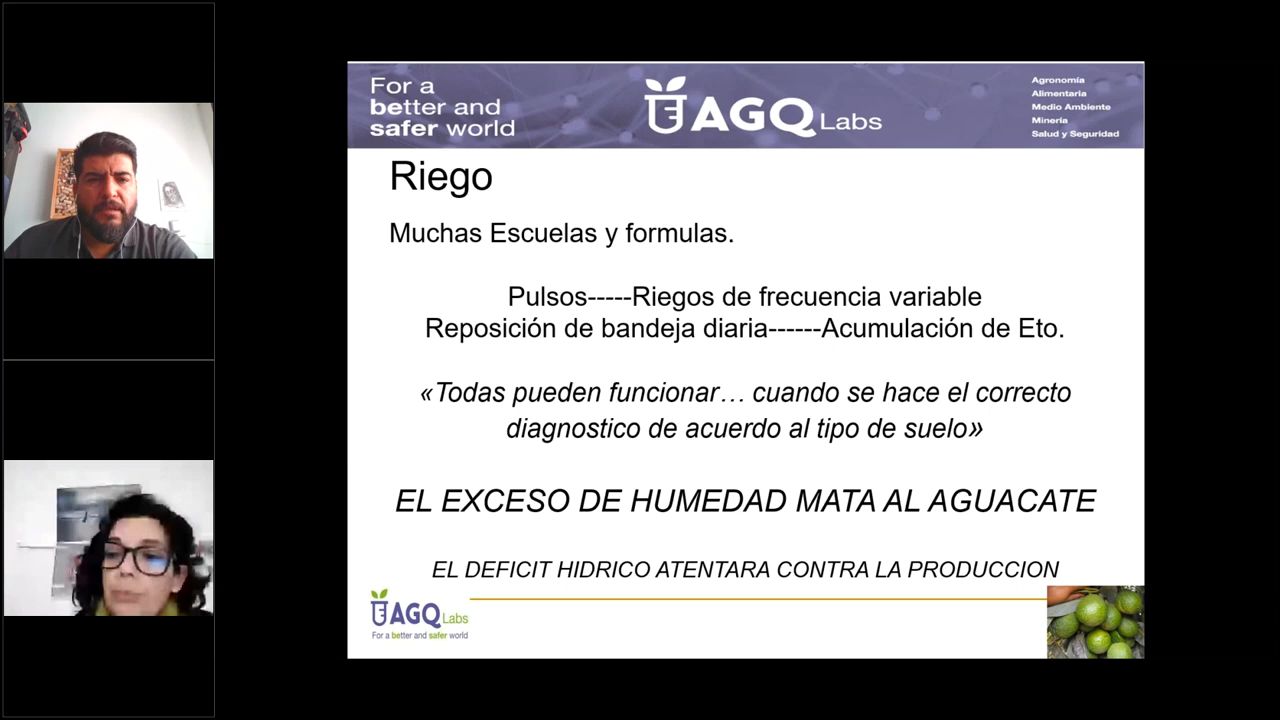 For a
better and
safer world
AGQ Labs
Agronomía
Alimentaria
Medio Ambiente
Minería
Salud y Seguridad
Riego
Muchas Escuelas y formulas.
Pulsos-----Riegos de frecuencia variable
Reposición de bandeja diaria------Acumulación de Eto.
«Todas pueden funcionar… cuando se hace el correcto
diagnostico de acuerdo al tipo de suelo»
EL EXCESO DE HUMEDAD MATA AL AGUACATE
EL DEFICIT HIDRICO ATENTARA CONTRA LA PRODUCCION
AGQ Labs
For a better and safer world